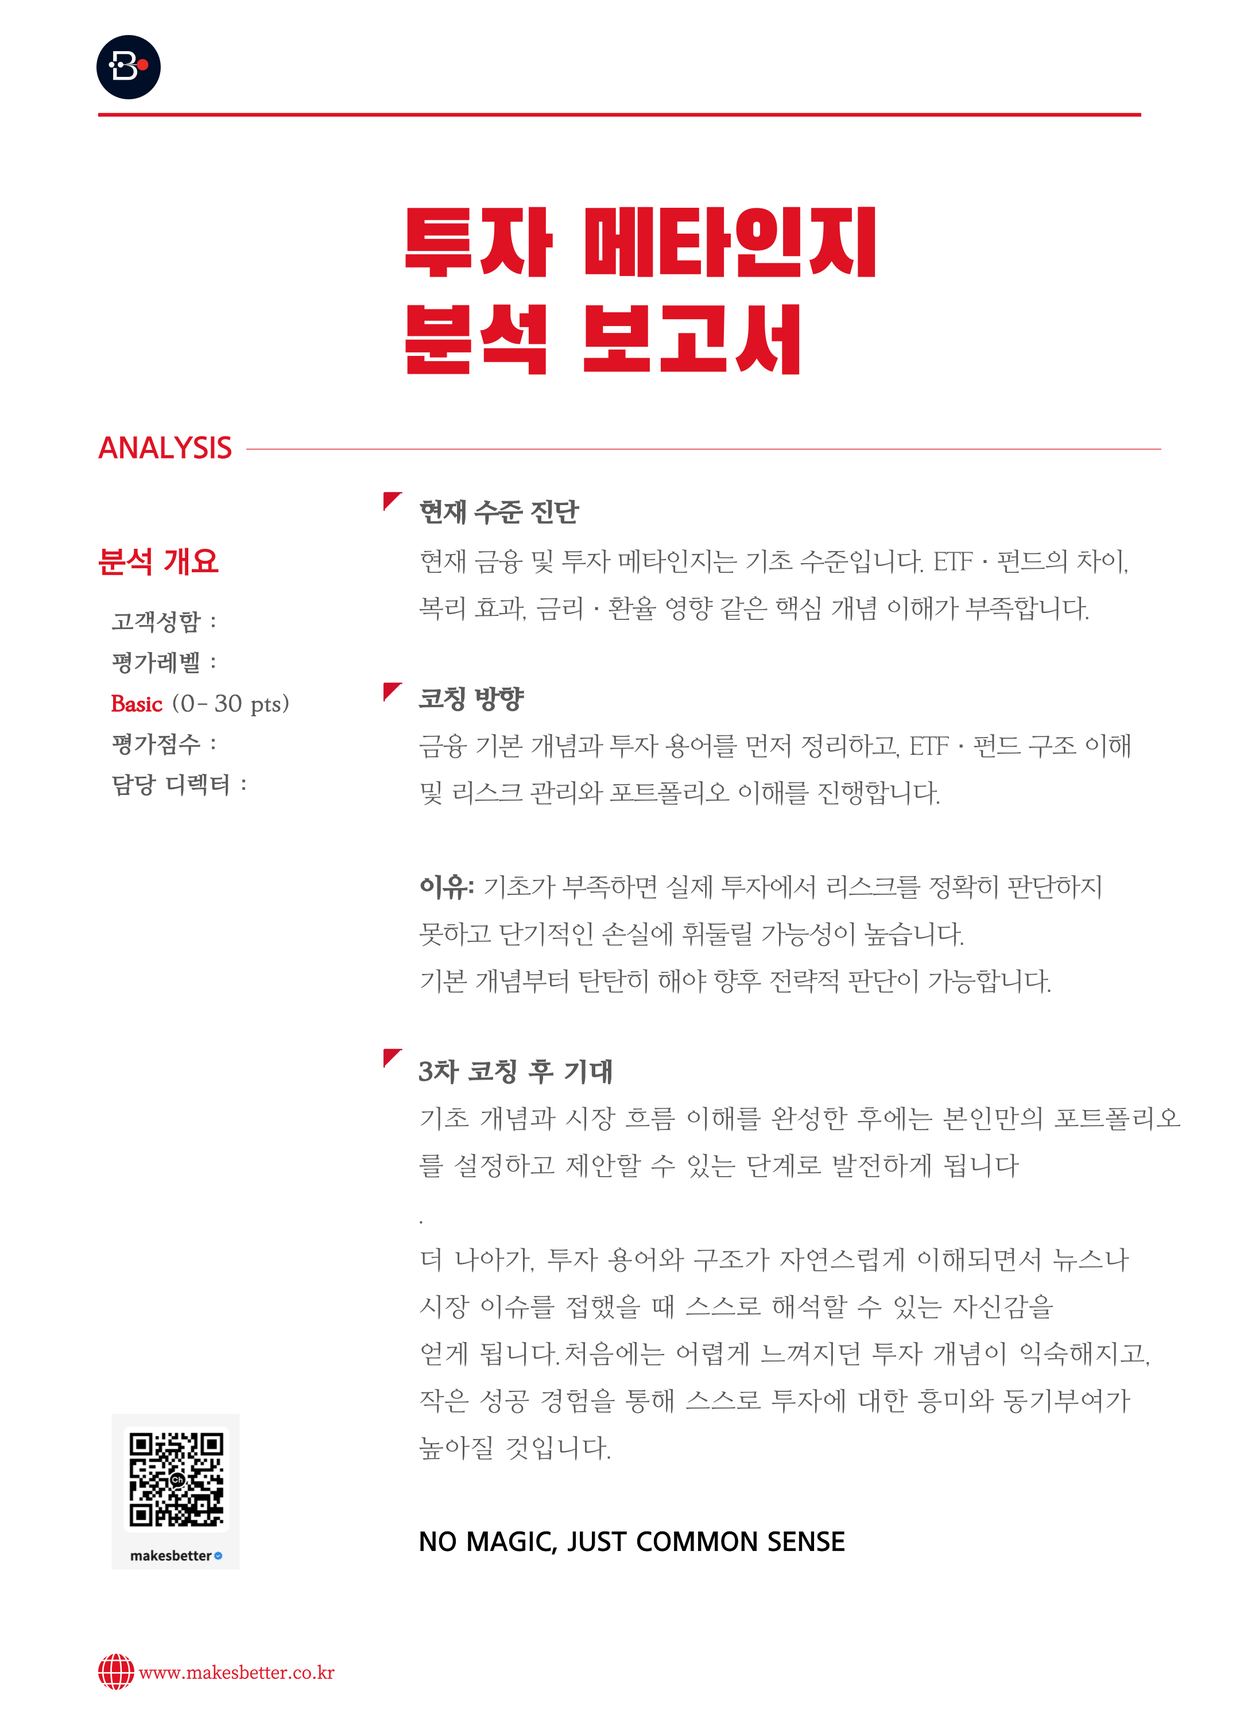 B
투자 메타인지
분석 보고서
ANALYSIS
분석 개요
고객성함 :
평가레벨 :
Basic (0- 30 pts)
평가점수 :
담당 디렉터 :
현재 수준 진단
현재 금융 및 투자 메타인지는 기초 수준입니다. ETF · 펀드의 차이,
복리 효과, 금리 · 환율 영향 같은 핵심 개념 이해가 부족합니다.
코칭 방향
금융 기본 개념과 투자 용어를 먼저 정리하고, ETF · 펀드 구조 이해
및 리스크 관리와 포트폴리오 이해를 진행합니다.
이유: 기초가 부족하면 실제 투자에서 리스크를 정확히 판단하지
못하고 단기적인 손실에 휘둘릴 가능성이 높습니다.
기본 개념부터 탄탄히 해야 향후 전략적 판단이 가능합니다.
3차 코칭 후 기대
기초 개념과 시장 흐름 이해를 완성한 후에는 본인만의 포트폴리오
를 설정하고 제안할 수 있는 단계로 발전하게 됩니다
.
더 나아가, 투자 용어와 구조가 자연스럽게 이해되면서 뉴스나
시장 이슈를 접했을 때 스스로 해석할 수 있는 자신감을
얻게 됩니다.처음에는 어렵게 느껴지던 투자 개념이 익숙해지고,
작은 성공 경험을 통해 스스로 투자에 대한 흥미와 동기부여가
높아질 것입니다.
Ch
makesbetter
NO MAGIC, JUST COMMON SENSE
www.makesbetter.co.kr